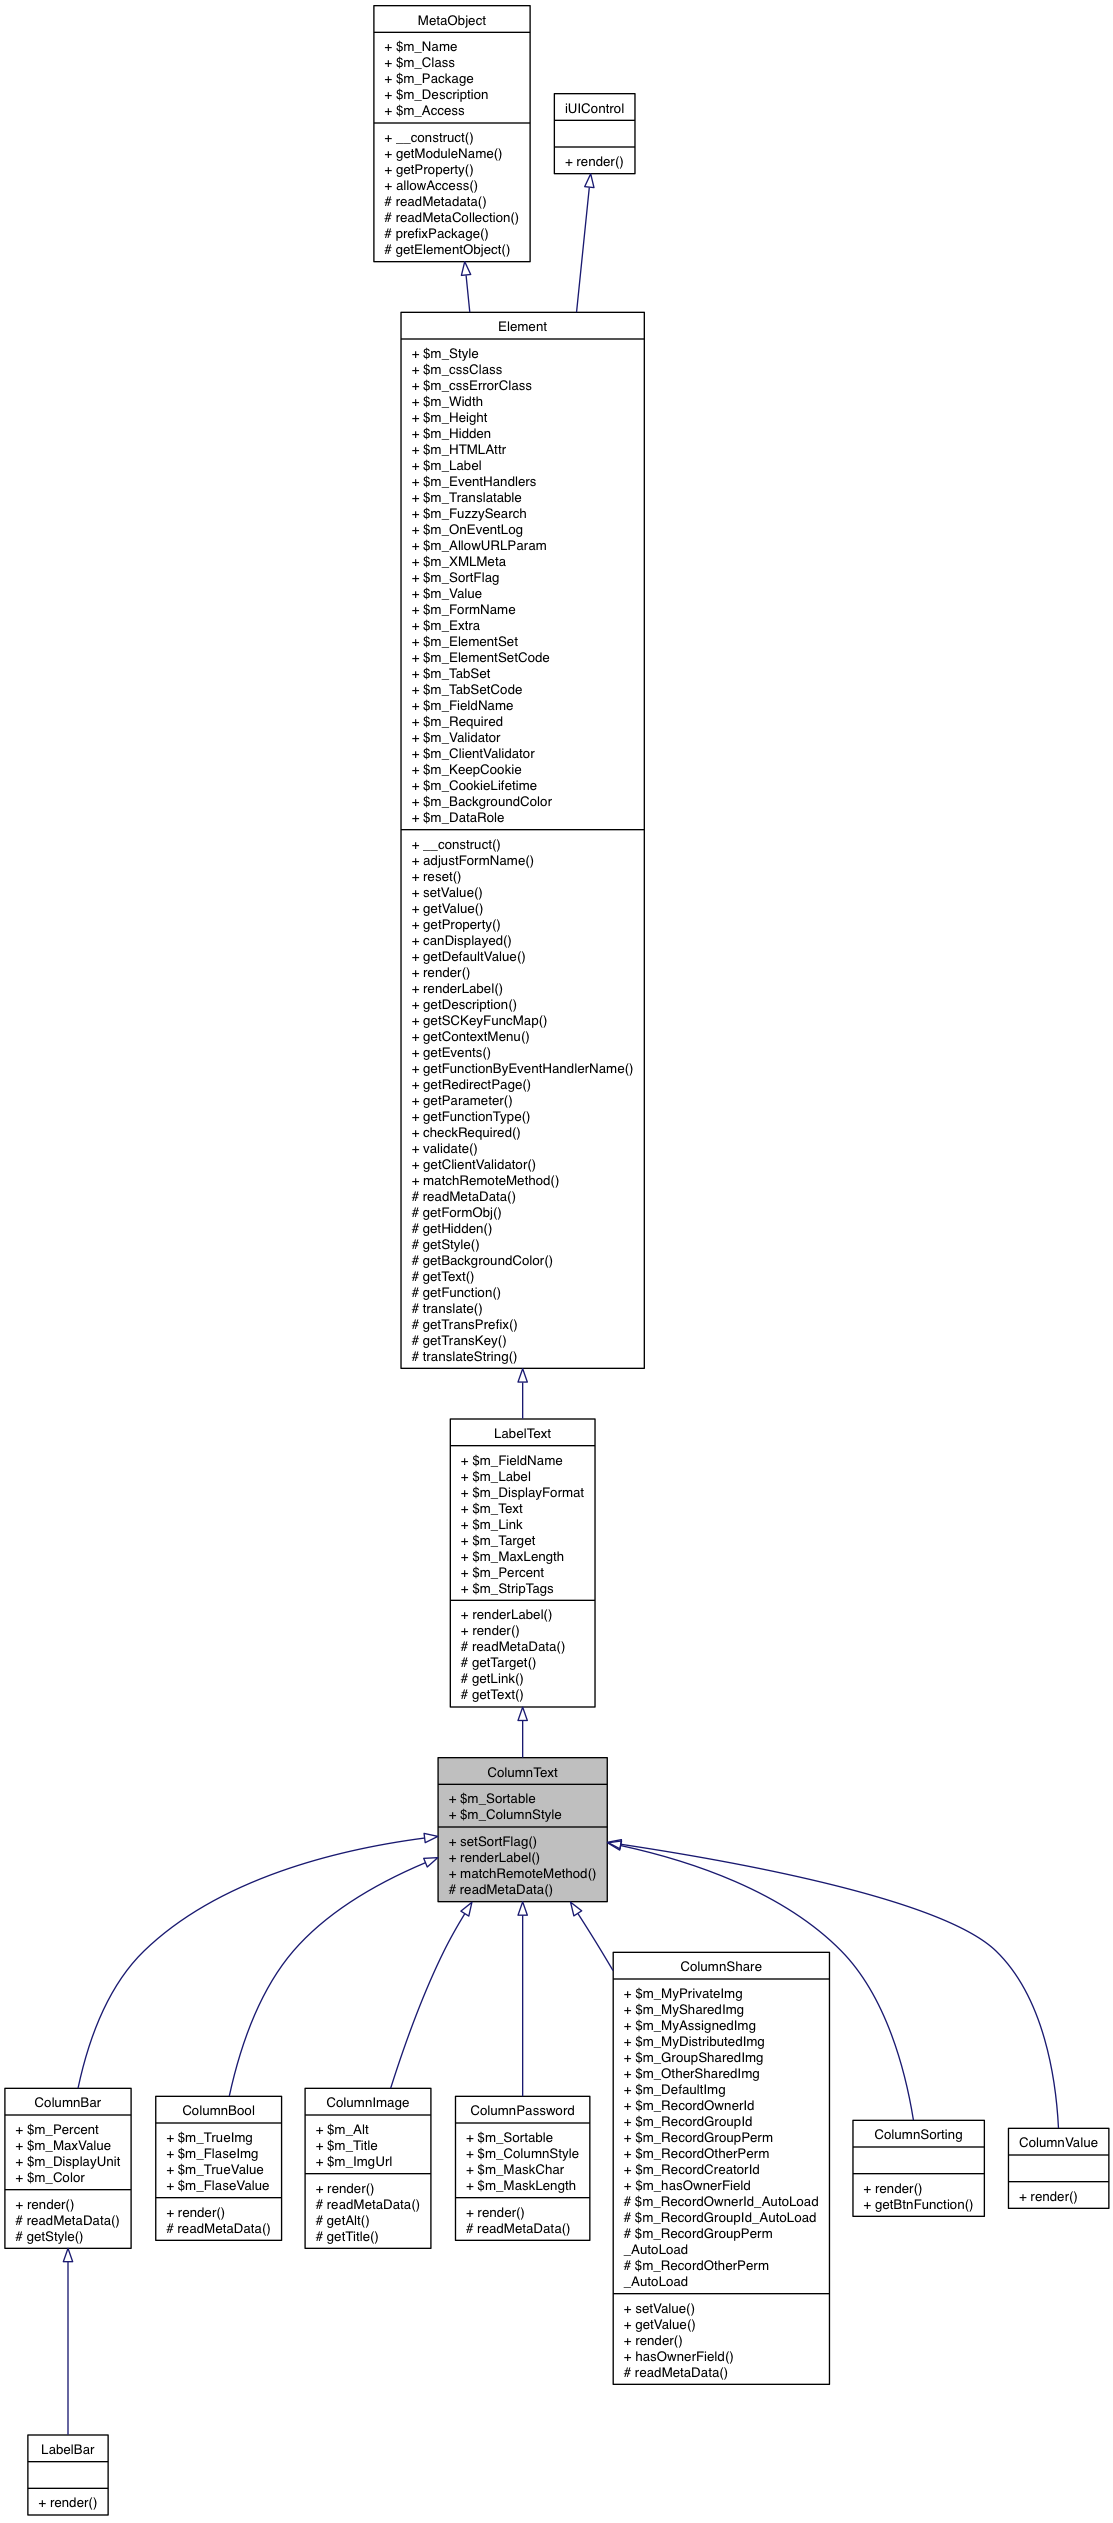 MetaObject
+ $m_Name
+ $m_Class
+ $m_Package
+ $m_Description
+ $m_Access
+ __construct()
+ getModuleName()
+ getProperty()
+ allowAccess()
# readMetadata()
# readMetaCollection()
# prefixPackage()
# getElementObject()
iUIControl
+ render()
Element
+ $m_Style
+ $m_cssClass
+ $m_cssErrorClass
+ $m_Width
+ $m_Height
+ $m_Hidden
+ $m_HTMLAttr
+ $m_Label
+ $m_EventHandlers
+ $m_Translatable
+ $m_FuzzySearch
+ $m_OnEventLog
+ $m_AllowURLParam
+ $m_XMLMeta
+ $m_SortFlag
+ $m_Value
+ $m_FormName
+ $m_Extra
+ $m_ElementSet
+ $m_ElementSetCode
+ $m_TabSet
+ $m_TabSetCode
+ $m_FieldName
+ $m_Required
+ $m_Validator
+ $m_ClientValidator
+ $m_KeepCookie
+ $m_CookieLifetime
+ $m_BackgroundColor
+ $m_DataRole
+ __construct()
+ adjustFormName()
+ reset()
+ setValue()
+ getValue()
+ getProperty()
+ canDisplayed()
+ getDefaultValue()
+ render()
+ renderLabel()
+ getDescription()
+ getSCKeyFuncMap()
+ getContextMenu()
+ getEvents()
+ getFunctionByEventHandlerName()
+ getRedirectPage()
+ getParameter()
+ getFunctionType()
+ checkRequired()
+ validate()
+ getClientValidator()
+ matchRemoteMethod()
# readMetaData()
# getFormObj()
# getHidden()
# getStyle()
# getBackgroundColor()
# getText()
# getFunction()
# translate()
# getTransPrefix()
# getTransKey()
# translateString()
LabelText
+ $m_FieldName
+ $m_Label
+ $m_DisplayFormat
+ $m_Text
+ $m_Link
+ $m_Target
+ $m_MaxLength
+ $m_Percent
+ $m_StripTags
+ renderLabel()
+ render()
# readMetaData()
# getTarget()
# getLink()
# getText()
ColumnText
+ $m_Sortable
+ $m_ColumnStyle
+ setSortFlag()
+ renderLabel()
+ matchRemoteMethod()
# readMetaData()
ColumnBar
+ $m_Percent
+ $m_MaxValue
+ $m_DisplayUnit
+ $m_Color
+ render()
# readMetaData()
# getStyle()
ColumnBool
+ $m_TrueImg
+ $m_FlaseImg
+ $m_TrueValue
+ $m_FlaseValue
+ render()
# readMetaData()
ColumnImage
+ $m_Alt
+ $m_Title
+ $m_ImgUrl
+ render()
# readMetaData()
# getAlt()
# getTitle()
ColumnPassword
+ $m_Sortable
+ $m_ColumnStyle
+ $m_MaskChar
+ $m_MaskLength
+ render()
# readMetaData()
ColumnShare
+ $m_MyPrivateImg
+ $m_MySharedImg
+ $m_MyAssignedImg
+ $m_MyDistributedImg
+ $m_GroupSharedImg
+ $m_OtherSharedImg
+ $m_DefaultImg
+ $m_RecordOwnerId
+ $m_RecordGroupId
+ $m_RecordGroupPerm
+ $m_RecordOtherPerm
+ $m_RecordCreatorId
+ $m_hasOwnerField
# $m_RecordOwnerId_AutoLoad
# $m_RecordGroupId_AutoLoad
# $m_RecordGroupPerm
_AutoLoad
# $m_RecordOtherPerm
_AutoLoad
+ setValue()
+ getValue()
+ render()
+ hasOwnerField()
# readMetaData()
ColumnSorting
+ render()
+ getBtnFunction()
ColumnValue
+ render()
LabelBar
+ render()